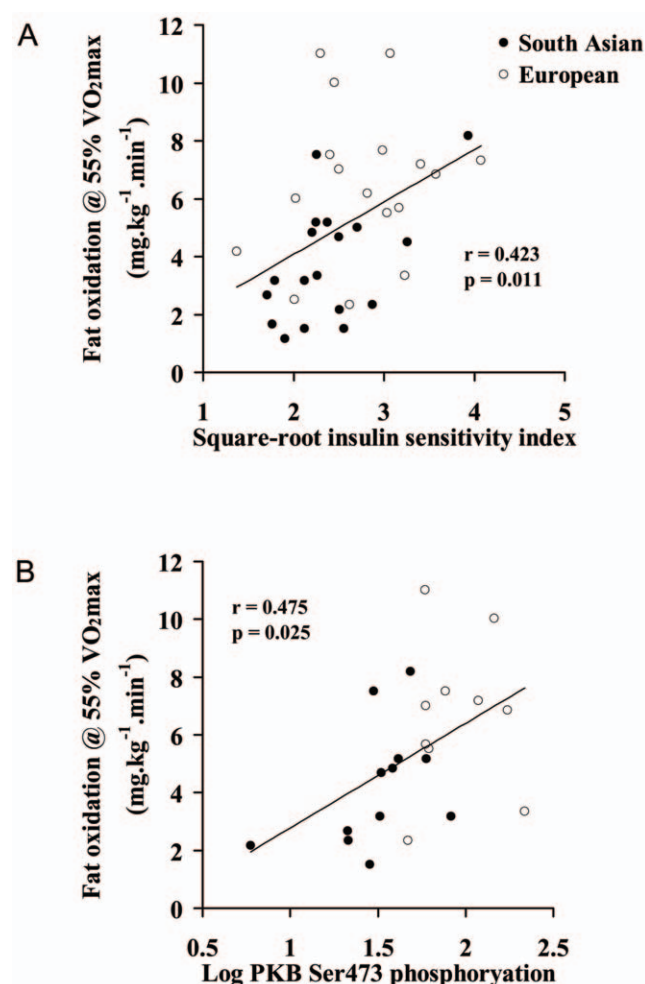 A
12
10
8
6
4
2
0
Fat oxidation @ 55% VO₂max
(mg.kg⁻¹.min⁻¹)
● South Asian
○ European
r = 0.423
p = 0.011
1 2 3 4 5
Square-root insulin sensitivity index
B
12
10
8
6
4
2
0
Fat oxidation @ 55% VO₂max
(mg.kg⁻¹.min⁻¹)
r = 0.475
p = 0.025
0.5 1 1.5 2 2.5
Log PKB Ser473 phosphoryation